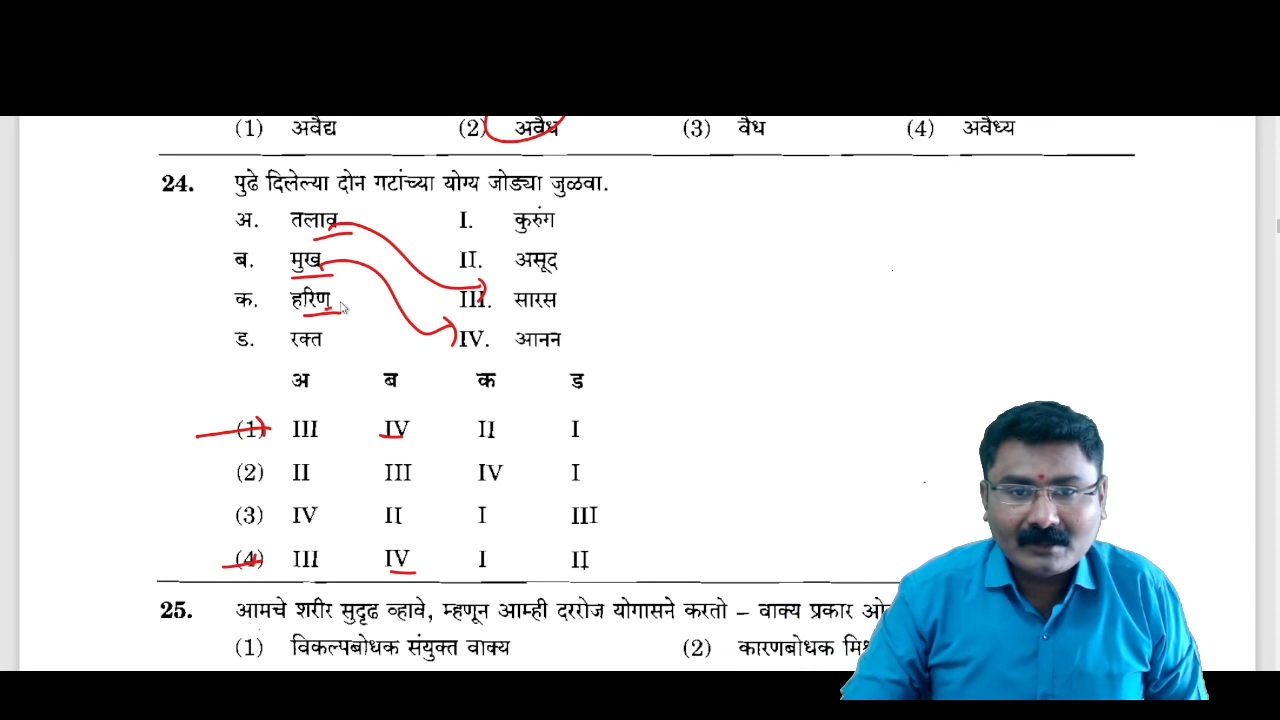 (1) अवैद्य (2) अवैध (3) वैध (4) अवैध्य
24. पुढे दिलेल्या दोन गटांच्या योग्य जोड्या जुळवा.
अ. तलाव I. कुरुंग
ब. मुख II. असूद
क. हरिण III. सारस
ड. रक्त IV. आनन
अ ब क ड
(1) III IV II I
(2) II III IV I
(3) IV II I III
(4) III IV I II
25. आमचे शरीर सुदृढ व्हावे, म्हणून आम्ही दररोज योगासने करतो – वाक्य प्रकार
(1) विकल्पबोधक संयुक्त वाक्य (2) कारणबोधक